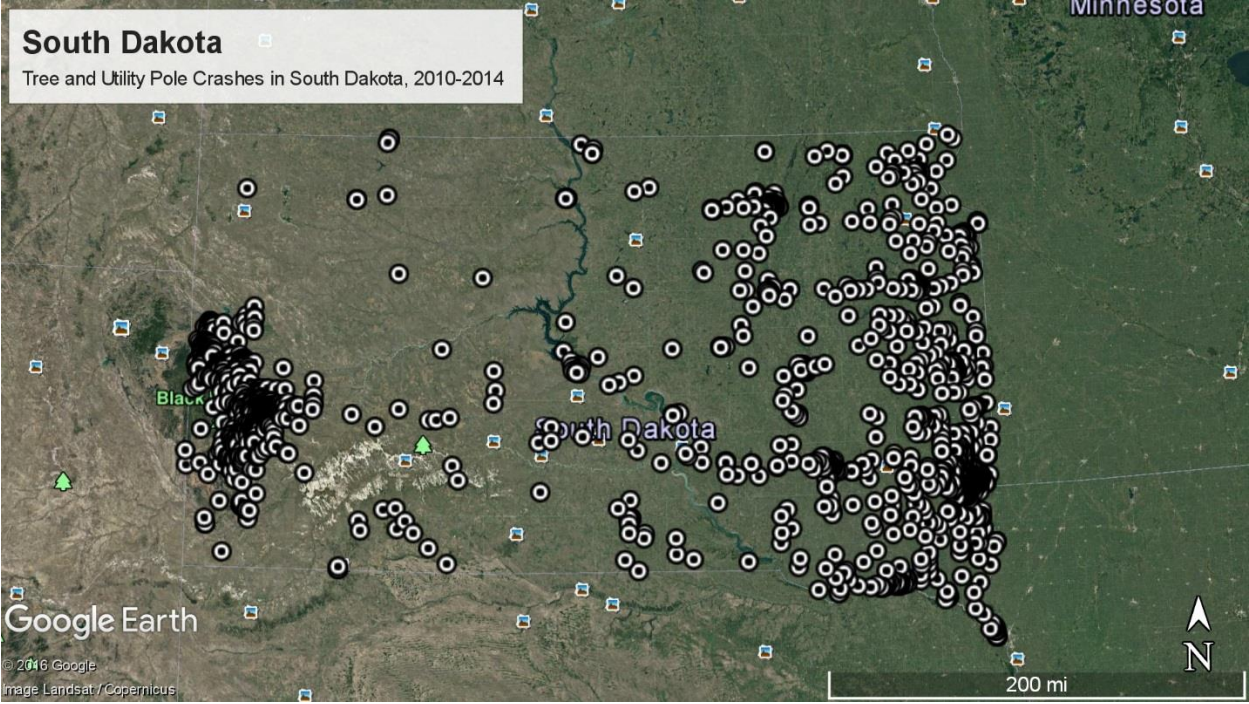 Minnesota
South Dakota
Tree and Utility Pole Crashes in South Dakota, 2010-2014
Black
South Dakota
Google Earth
© 2016 Google
Image Landsat / Copernicus
N
200 mi